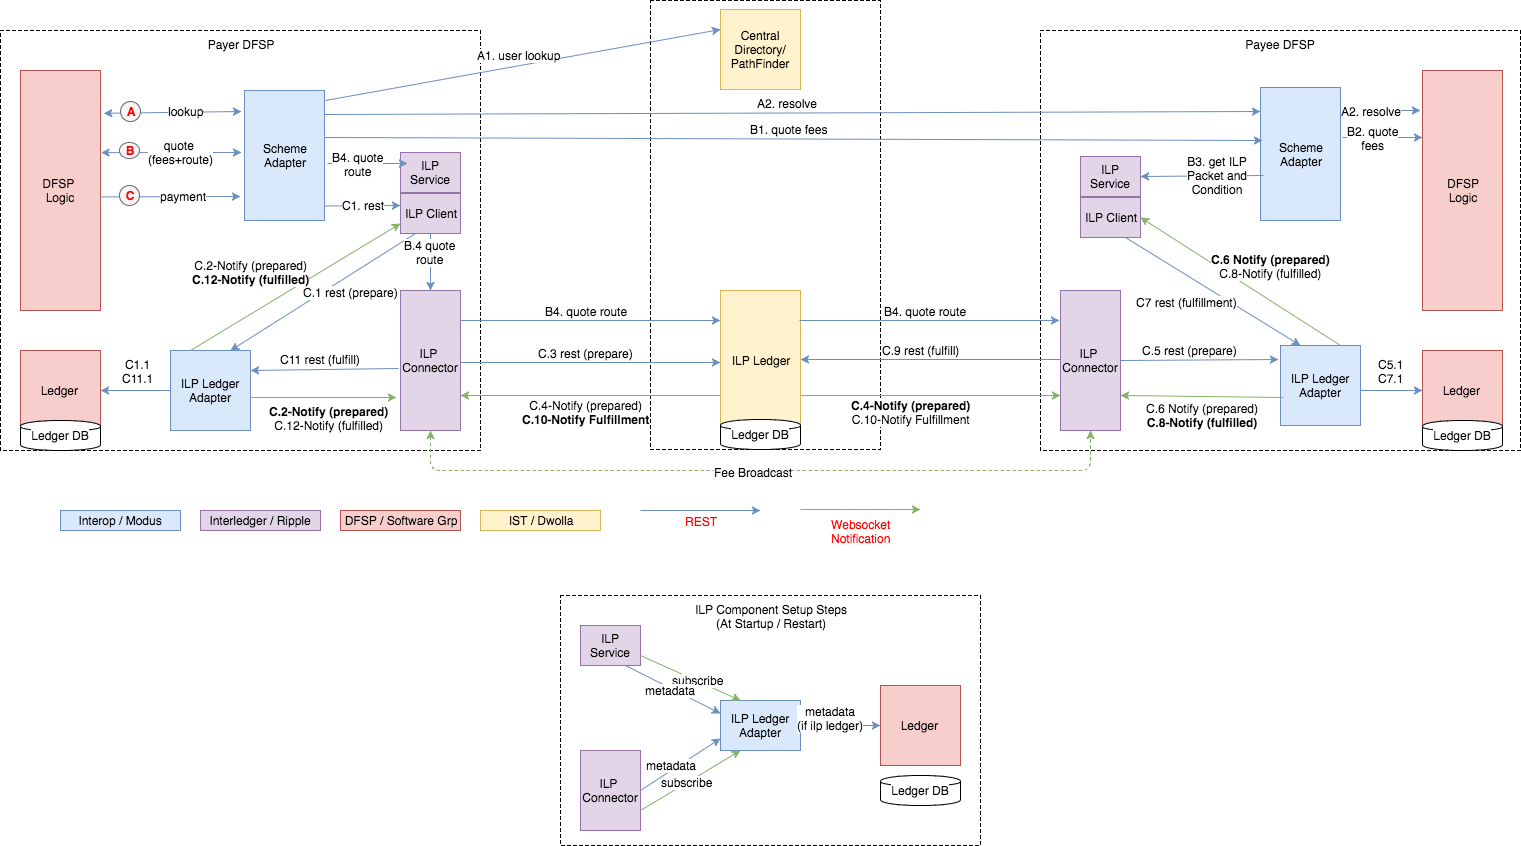 Payer DFSP
Central
Directory/
PathFinder
Payee DFSP
A1. user lookup
DFSP
Logic
A
lookup
B
quote
(fees+route)
C
payment
Scheme
Adapter
A2. resolve
B1. quote fees
B4. quote
route
C1. rest
ILP
Service
ILP Client
B.4 quote
route
C.2-Notify (prepared)
C.12-Notify (fulfilled)
C.1 rest (prepare)
ILP
Service
ILP Client
B3. get ILP
Packet and
Condition
Scheme
Adapter
A2. resolve
B2. quote
fees
DFSP
Logic
C.6 Notify (prepared)
C.8-Notify (fulfilled)
C7 rest (fulfillment)
Ledger
Ledger DB
C1.1
C11.1
ILP Ledger
Adapter
C11 rest (fulfill)
C.2-Notify (prepared)
C.12-Notify (fulfilled)
ILP
Connector
B4. quote route
C.3 rest (prepare)
C.4-Notify (prepared)
C.10-Notify Fulfillment
ILP Ledger
Ledger DB
B4. quote route
C.9 rest (fulfill)
C.4-Notify (prepared)
C.10-Notify Fulfillment
ILP
Connector
C.5 rest (prepare)
C.6 Notify (prepared)
C.8-Notify (fulfilled)
ILP Ledger
Adapter
C5.1
C7.1
Ledger
Ledger DB
Fee Broadcast
Interop / Modus
Interledger / Ripple
DFSP / Software Grp
IST / Dwolla
REST
Websocket
Notification
ILP Component Setup Steps
(At Startup / Restart)
ILP
Service
subscribe
metadata
ILP Ledger
Adapter
metadata
(if ilp ledger)
Ledger
ILP
Connector
metadata
subscribe
Ledger DB